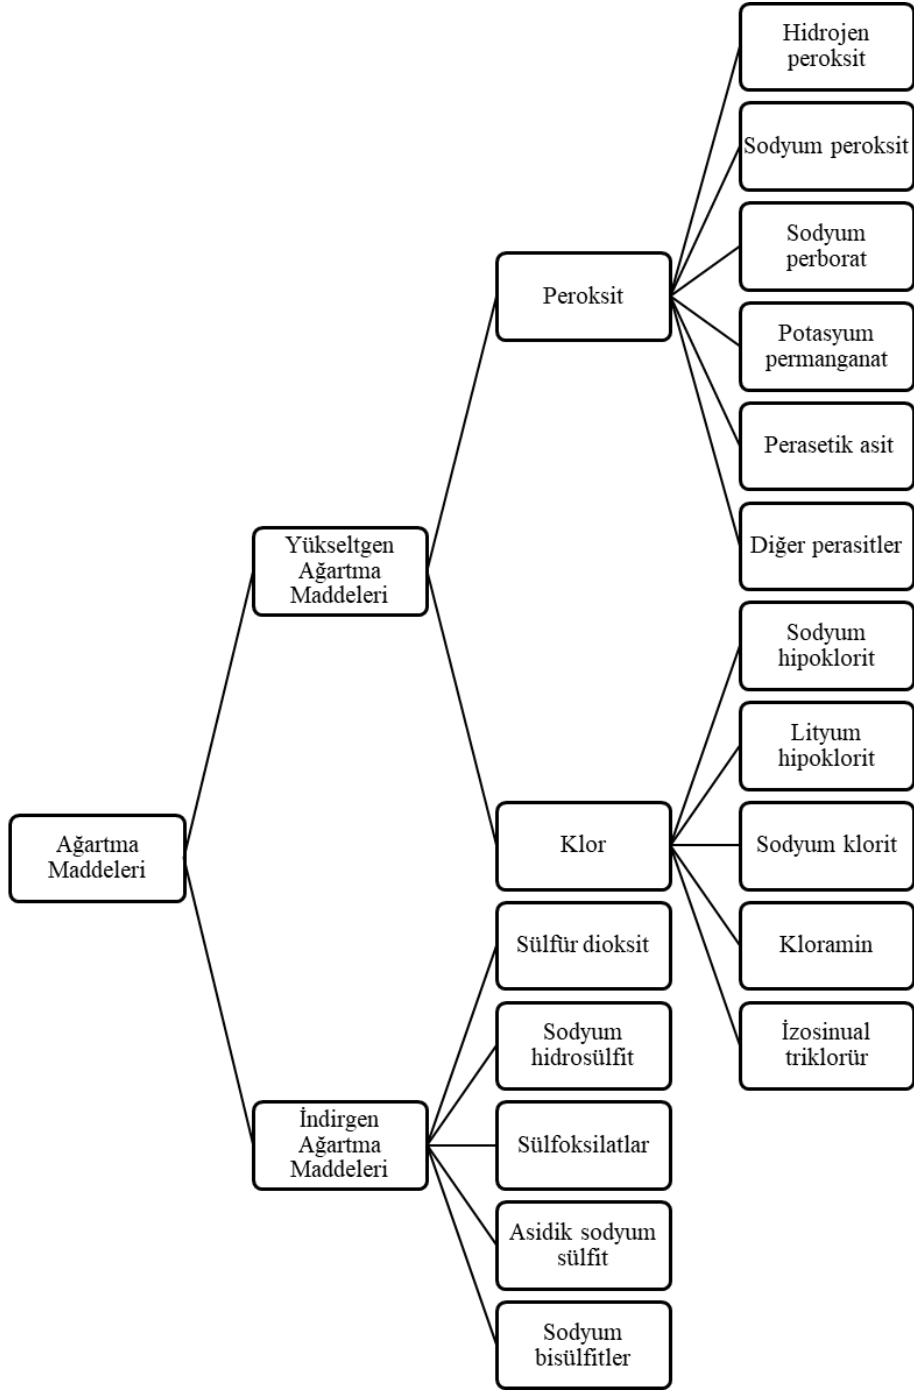 Hidrojen
peroksit
Sodyum peroksit
Sodyum
perborat
Peroksit
Potasyum
permanganat
Perasetik asit
Diğer perasitler
Yükseltgen
Ağartma
Maddeleri
Sodyum
hipoklorit
Lityum
hipoklorit
Klor
Sodyum klorit
Ağartma
Maddeleri
Kloramin
Sülfür dioksit
İzosinual
triklorür
Sodyum
hidrosülfit
İndirgen
Ağartma
Maddeleri
Sülfoksilatlar
Asidik sodyum
sülfit
Sodyum
bisülfitler